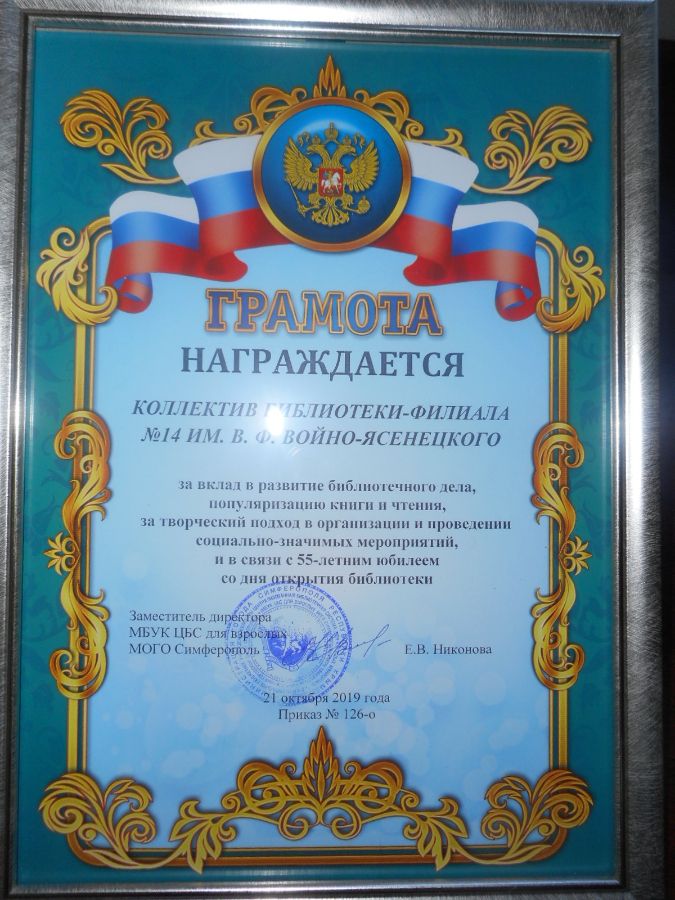 ГРАМОТА
НАГРАЖДАЕТСЯ
КОЛЛЕКТИВ БИБЛИОТЕКИ-ФИЛИАЛА
№14 ИМ. В. Ф. ВОЙНО-ЯСЕНЕЦКОГО
за вклад в развитие библиотечного дела,
популяризацию книги и чтения,
за творческий подход в организации и проведении
социально-значимых мероприятий,
и в связи с 55-летним юбилеем
со дня открытия библиотеки
Заместитель директора
МБУК ЦБС для взрослых
МОГО Симферополь
Е.В. Никонова
21 октября 2019 года
Приказ № 126-о